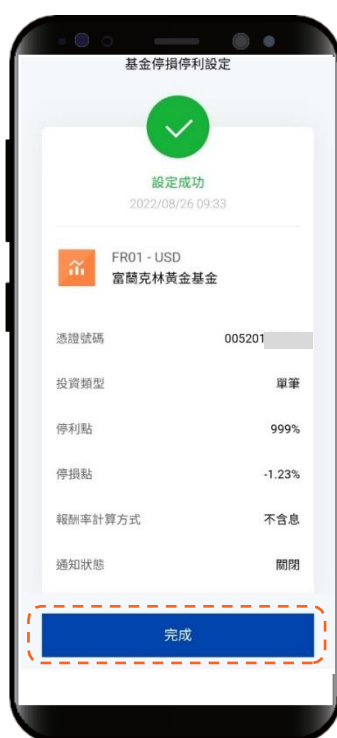 基金停損停利設定
設定成功
2022/08/26 09:33
FR01 - USD
富蘭克林黃金基金
憑證號碼 005201
投資類型 單筆
停利點 999%
停損點 -1.23%
報酬率計算方式 不含息
通知狀態 關閉
完成